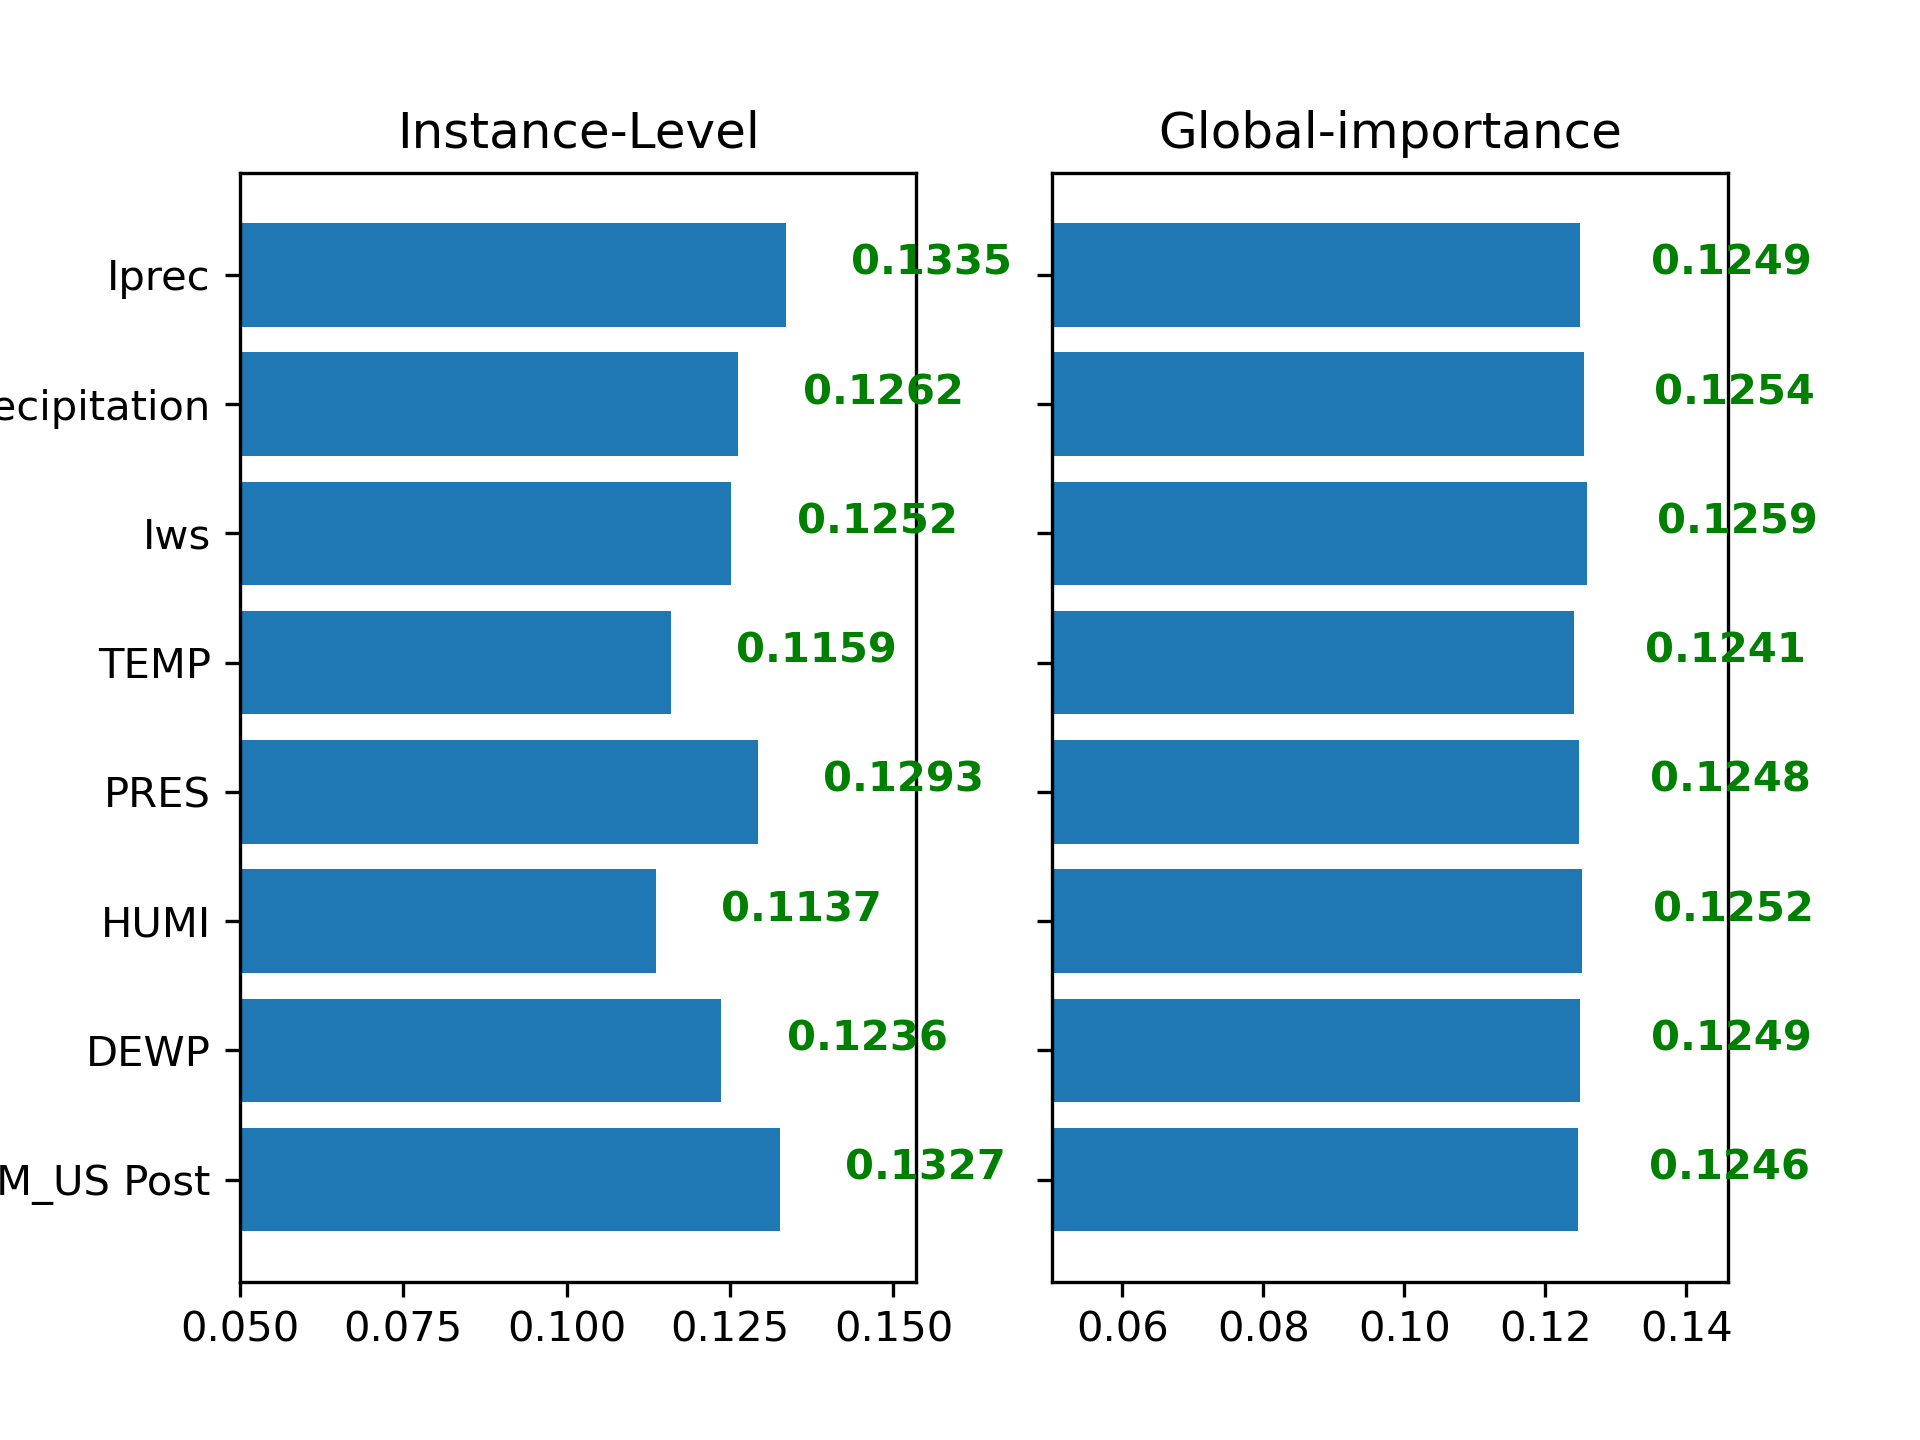 Instance-Level Global-importance
Iprec 0.1335 0.1249
ecipitation 0.1262 0.1254
Iws 0.1252 0.1259
TEMP 0.1159 0.1241
PRES 0.1293 0.1248
HUMI 0.1137 0.1252
DEWP 0.1236 0.1249
M_US Post 0.1327 0.1246
0.050 0.075 0.100 0.125 0.150 0.06 0.08 0.10 0.12 0.14